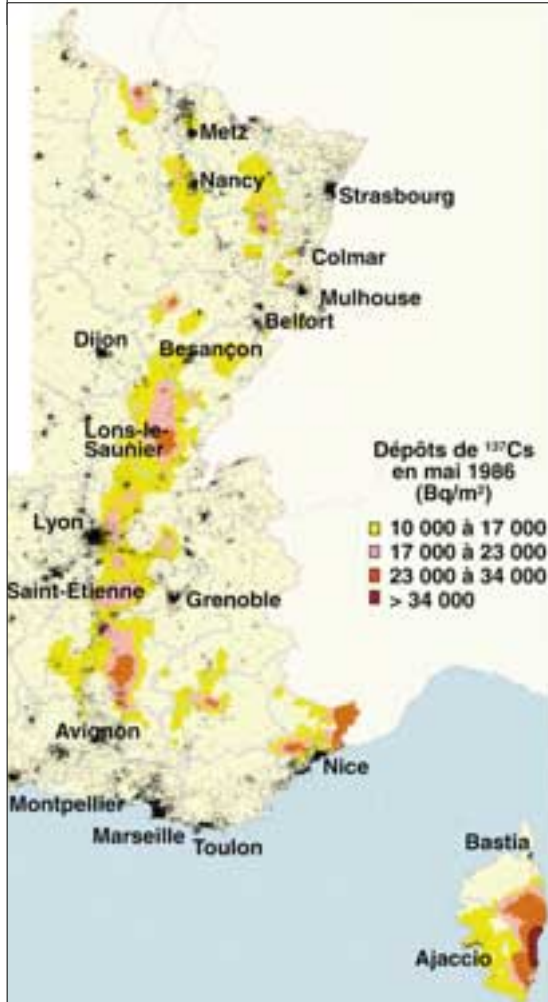 Metz
Nancy
Strasbourg
Colmar
Mulhouse
Belfort
Dijon
Besançon
Lons-le-
Saunier
Dépôts de ¹³⁷Cs
en mai 1986
(Bq/m²)
10 000 à 17 000
17 000 à 23 000
23 000 à 34 000
> 34 000
Lyon
Saint-Étienne
Grenoble
Avignon
Nice
Montpellier
Marseille
Toulon
Bastia
Ajaccio